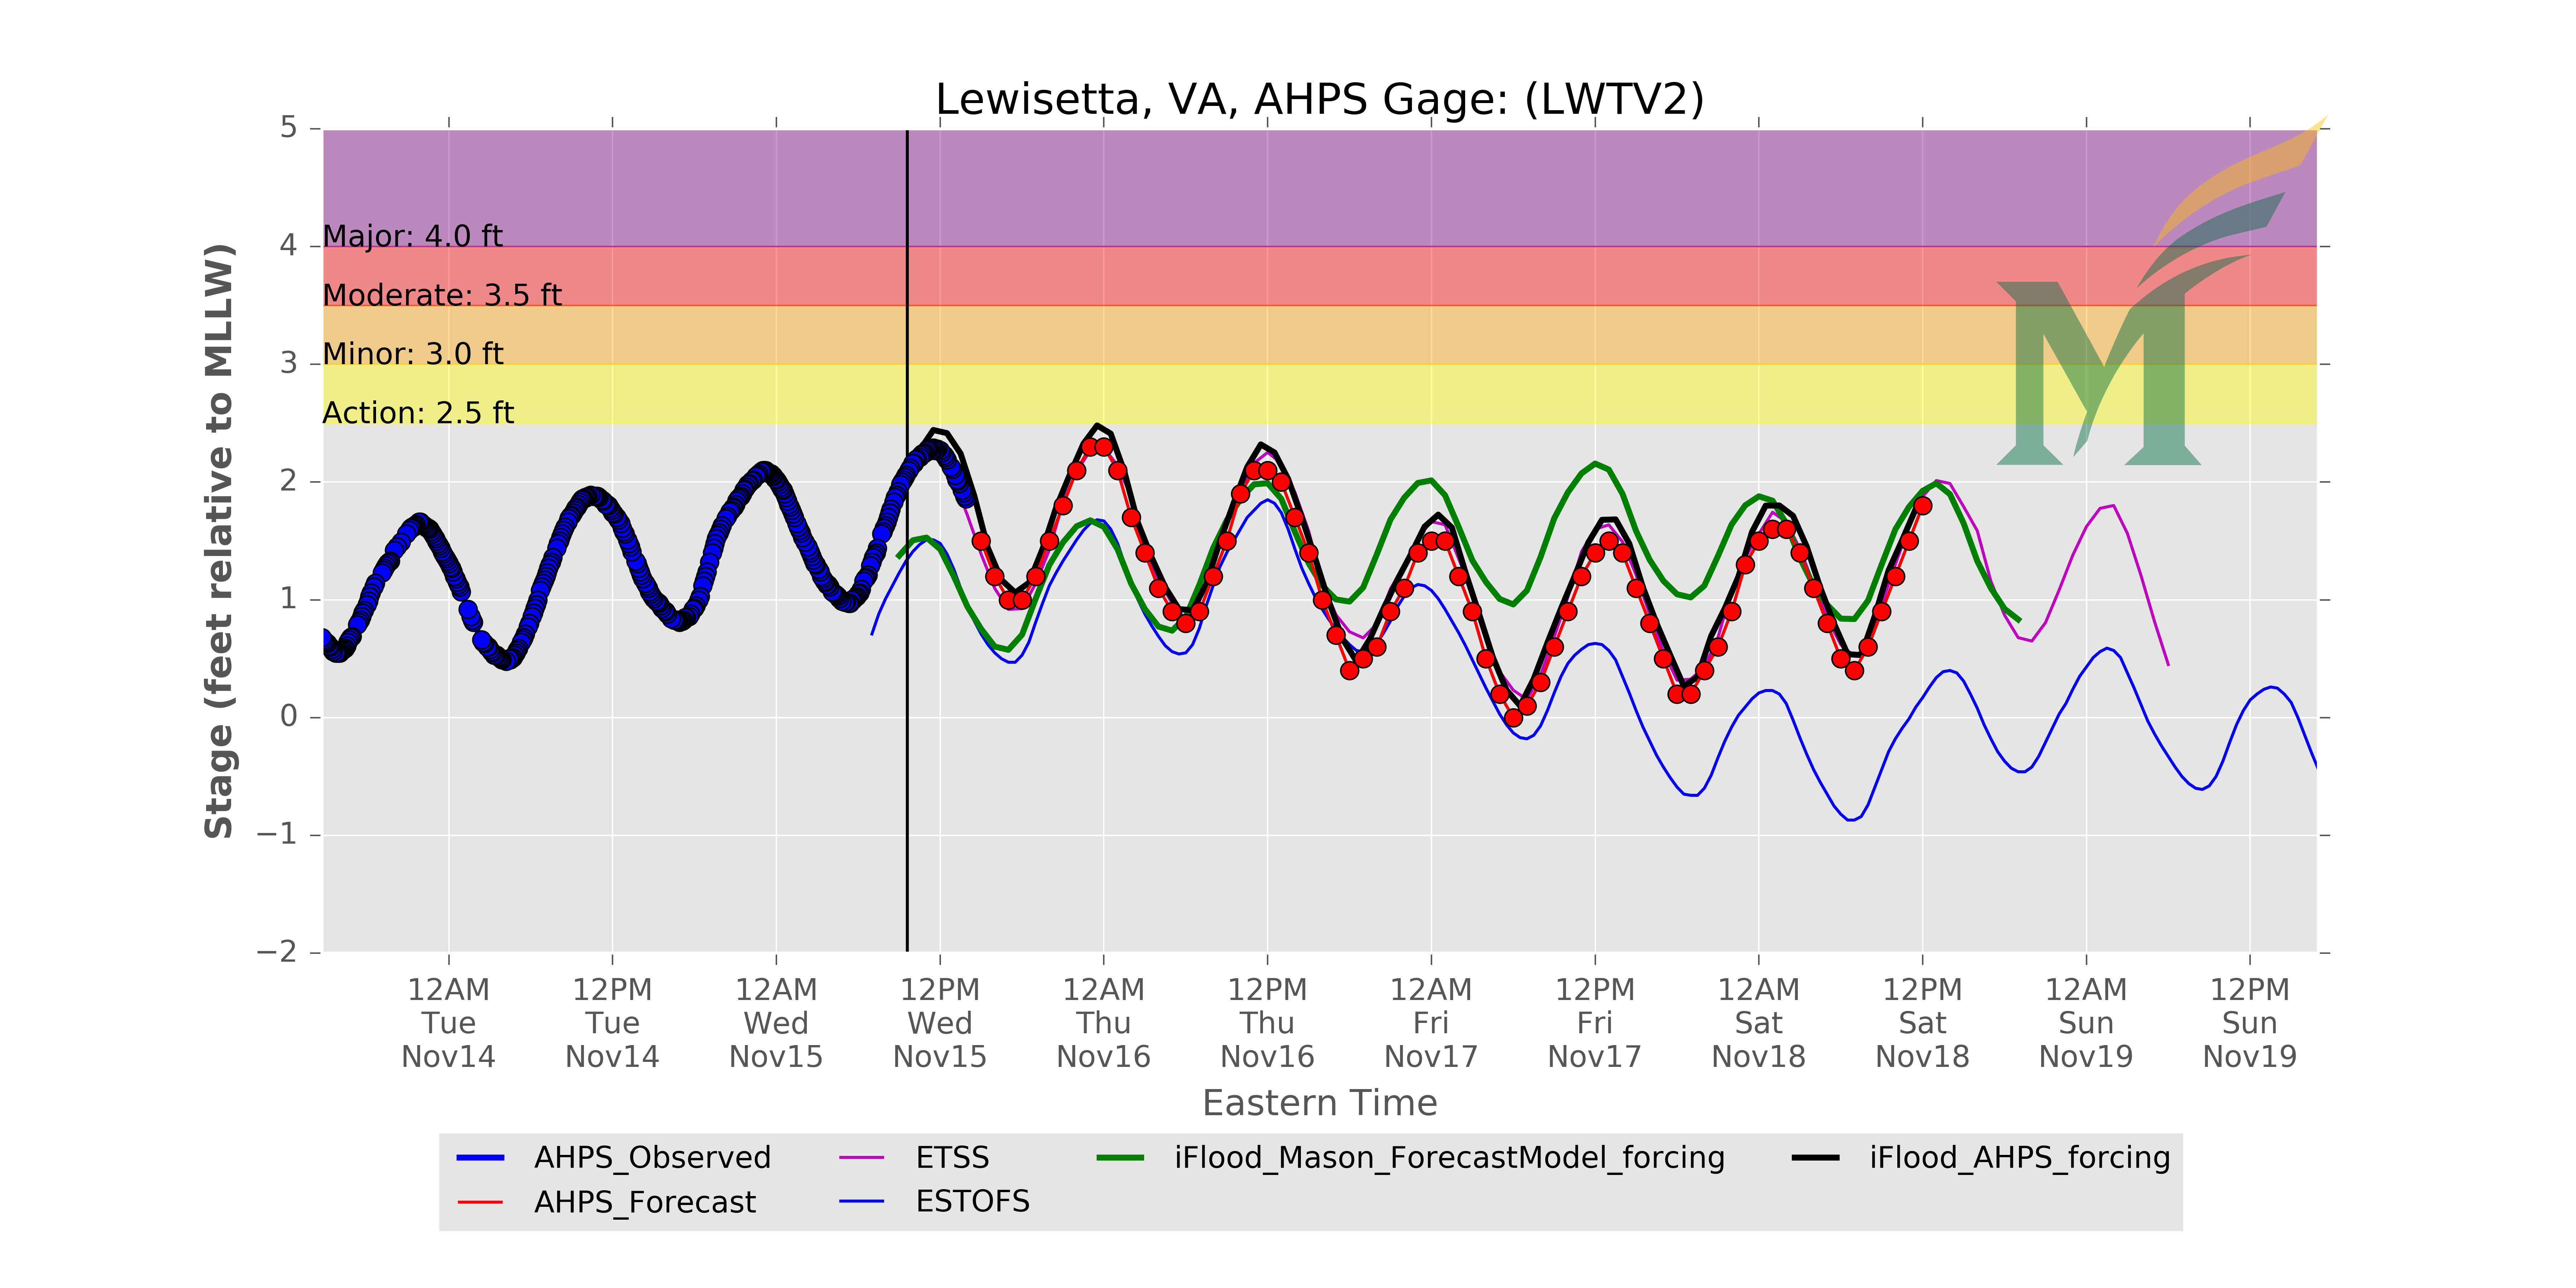 Lewisetta, VA, AHPS Gage: (LWTV2)
5
4
3
2
1
0
−1
−2
Stage (feet relative to MLLW)
Major: 4.0 ft
Moderate: 3.5 ft
Minor: 3.0 ft
Action: 2.5 ft
M
12AM 12PM 12AM 12PM 12AM 12PM 12AM 12PM 12AM 12PM 12AM 12PM
Tue Tue Wed Wed Thu Thu Fri Fri Sat Sat Sun Sun
Nov14 Nov14 Nov15 Nov15 Nov16 Nov16 Nov17 Nov17 Nov18 Nov18 Nov19 Nov19
Eastern Time
AHPS_Observed ETSS iFlood_Mason_ForecastModel_forcing iFlood_AHPS_forcing
AHPS_Forecast ESTOFS